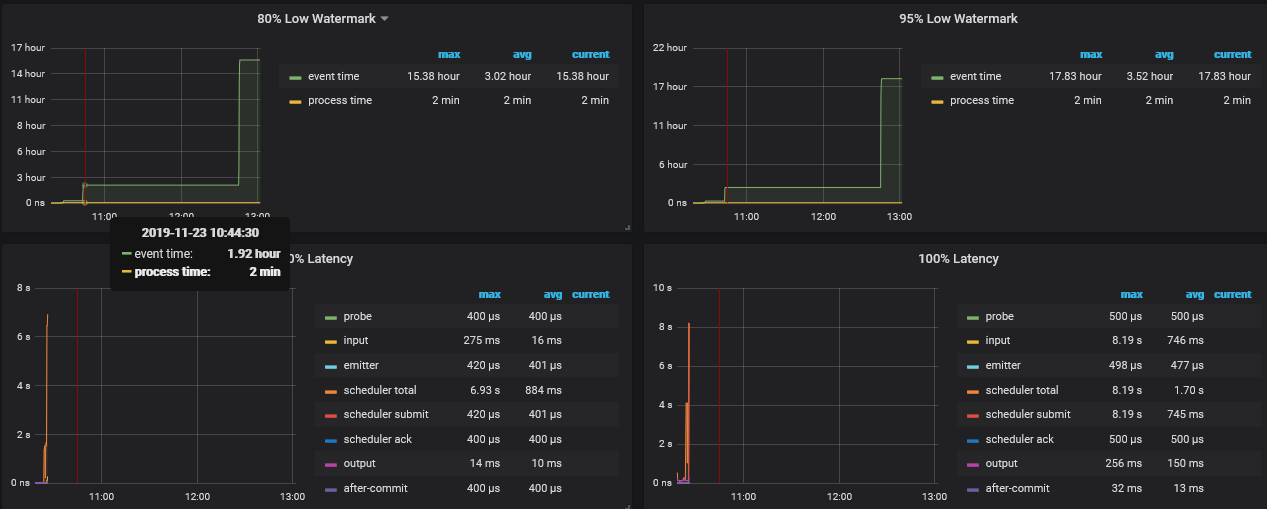 80% Low Watermark
17 hour
14 hour
11 hour
8 hour
6 hour
3 hour
0 ns
11:00 12:00 13:00
max avg current
event time 15.38 hour 3.02 hour 15.38 hour
process time 2 min 2 min 2 min
95% Low Watermark
22 hour
17 hour
11 hour
6 hour
0 ns
11:00 12:00 13:00
max avg current
event time 17.83 hour 3.52 hour 17.83 hour
process time 2 min 2 min 2 min
2019-11-23 10:44:30
event time: 1.92 hour
process time: 2 min
0% Latency
8 s
6 s
4 s
2 s
0 ns
11:00 12:00 13:00
max avg current
probe 400 µs 400 µs
input 275 ms 16 ms
emitter 420 µs 401 µs
scheduler total 6.93 s 884 ms
scheduler submit 420 µs 401 µs
scheduler ack 400 µs 400 µs
output 14 ms 10 ms
after-commit 400 µs 400 µs
100% Latency
10 s
8 s
6 s
4 s
2 s
0 ns
11:00 12:00 13:00
max avg current
probe 500 µs 500 µs
input 8.19 s 746 ms
emitter 498 µs 477 µs
scheduler total 8.19 s 1.70 s
scheduler submit 8.19 s 745 ms
scheduler ack 500 µs 500 µs
output 256 ms 150 ms
after-commit 32 ms 13 ms